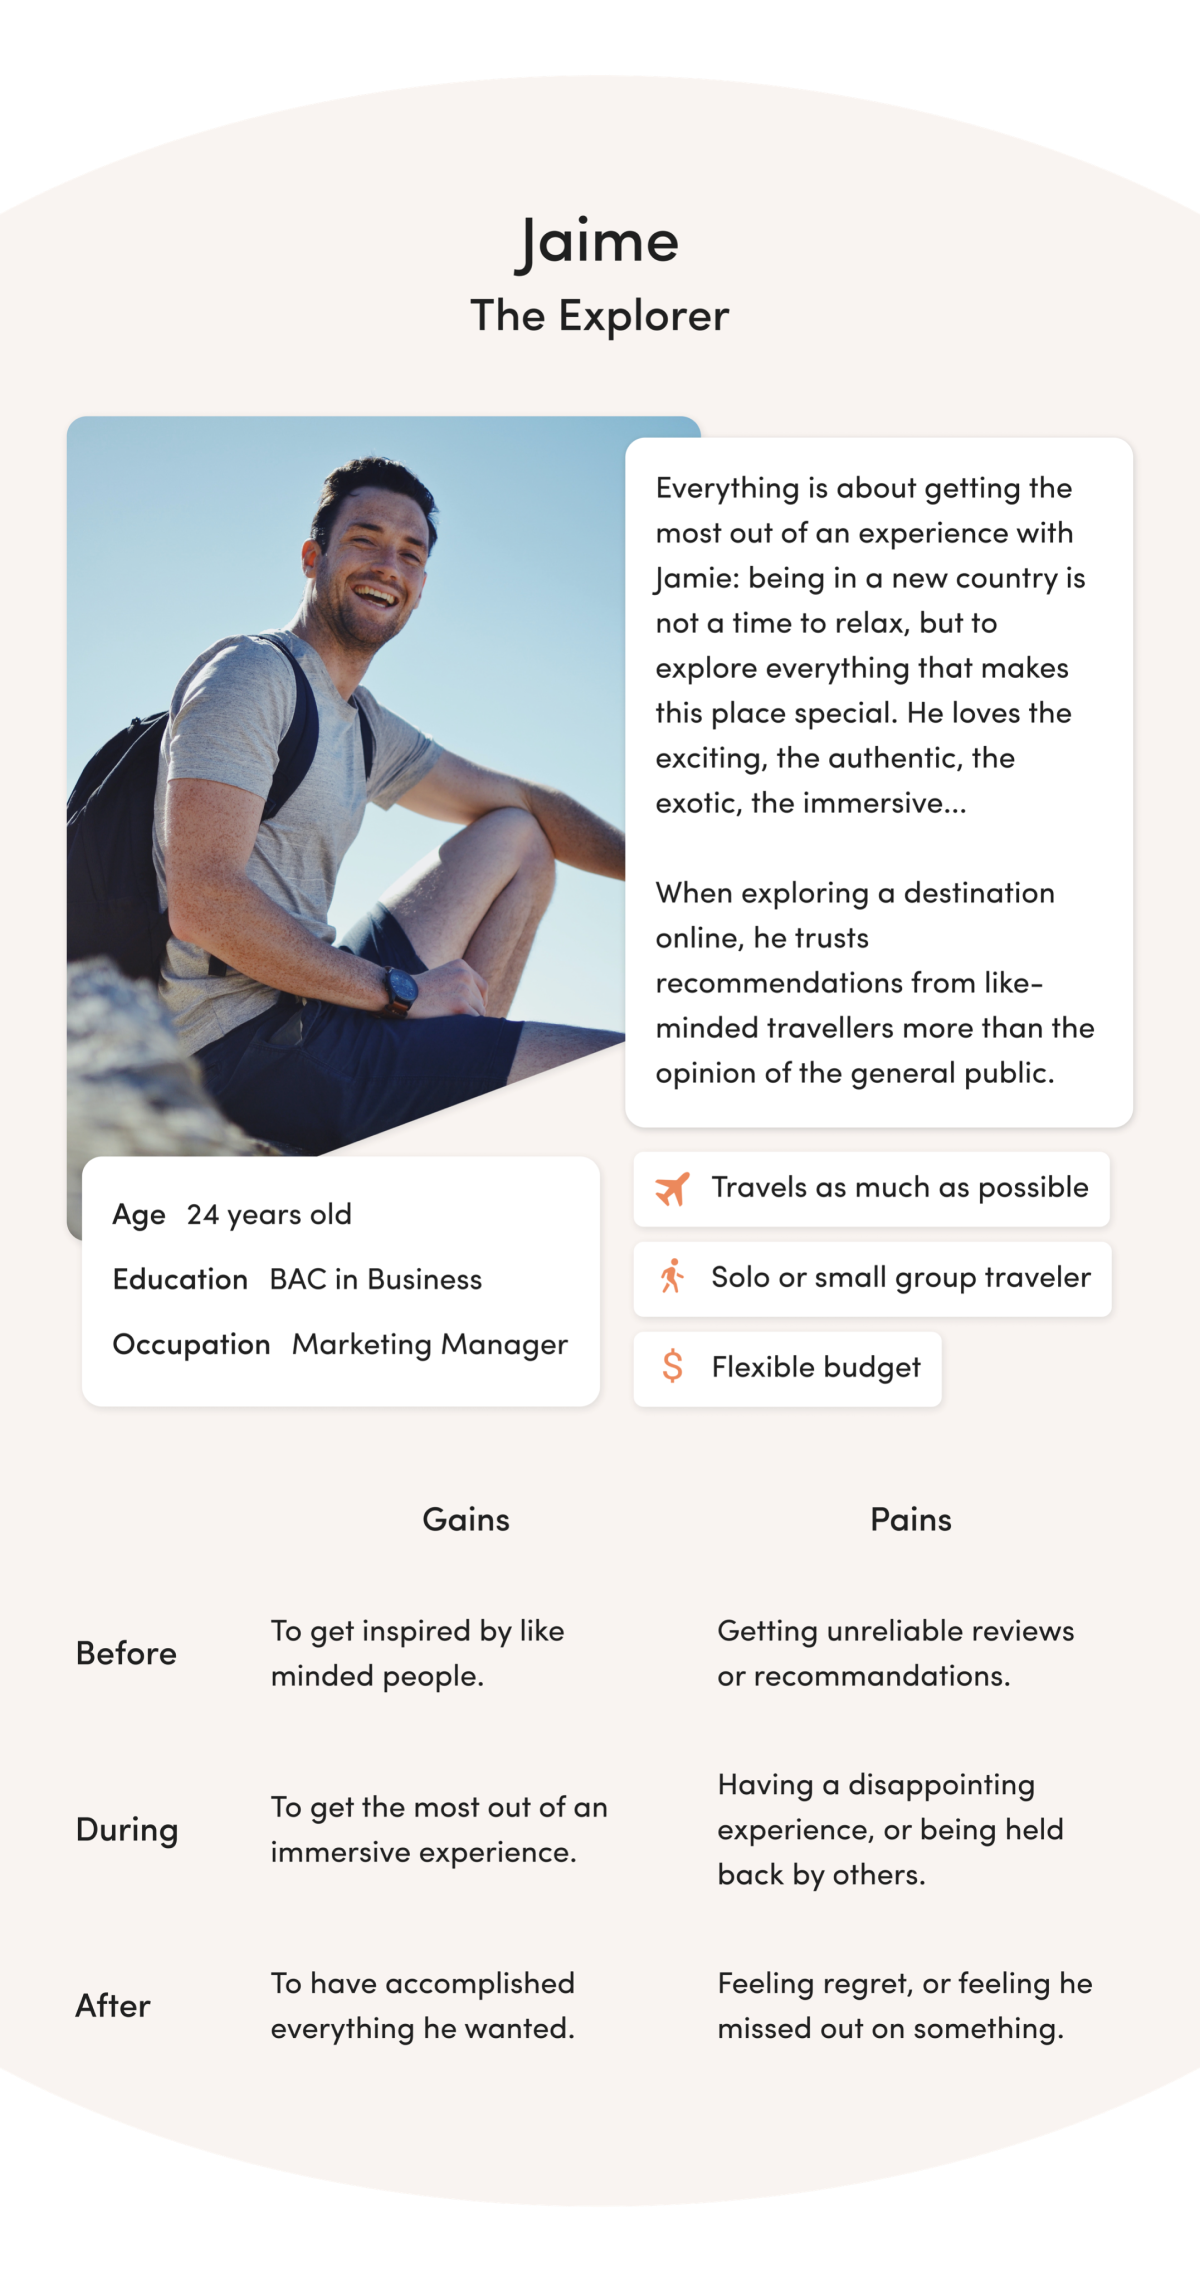 Jaime
The Explorer
Everything is about getting the
most out of an experience with
Jamie: being in a new country is
not a time to relax, but to
explore everything that makes
this place special. He loves the
exciting, the authentic, the
exotic, the immersive...
When exploring a destination
online, he trusts
recommendations from like-
minded travellers more than the
opinion of the general public.
Age 24 years old
Education BAC in Business
Occupation Marketing Manager
Travels as much as possible
Solo or small group traveler
$ Flexible budget
Gains
Pains
Before
To get inspired by like
minded people.
Getting unreliable reviews
or recommandations.
During
To get the most out of an
immersive experience.
Having a disappointing
experience, or being held
back by others.
After
To have accomplished
everything he wanted.
Feeling regret, or feeling he
missed out on something.